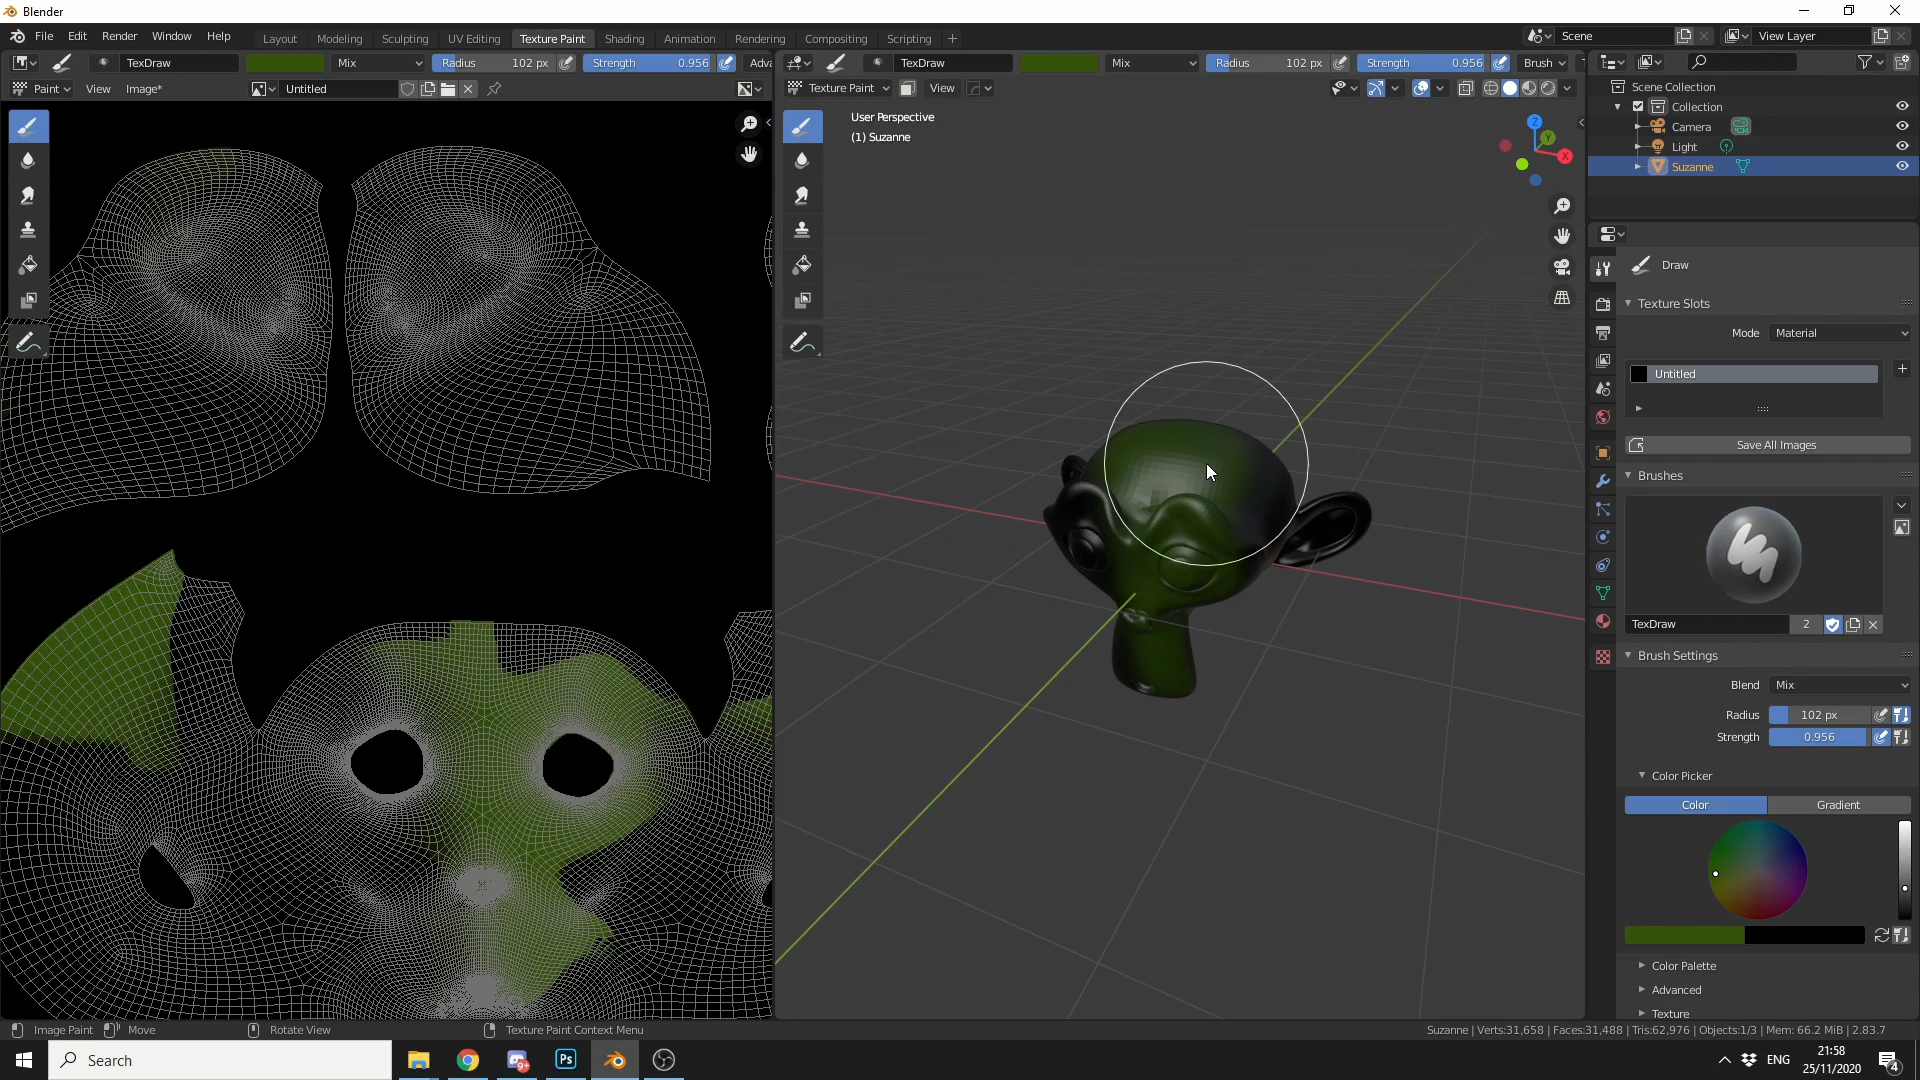 Blender
File Edit Render Window Help
Layout Modeling Sculpting UV Editing Texture Paint Shading Animation Rendering Compositing Scripting +
Scene
View Layer
TexDraw Mix Radius 102 px Strength 0.956 Adva
TexDraw Mix Radius 102 px Strength 0.956 Brush
Paint View Image* Untitled
Texture Paint View
User Perspective
(1) Suzanne
Z
Y
X
Scene Collection
Collection
Camera
Light
Suzanne
Draw
Texture Slots
Mode Material
Untitled
Save All Images
Brushes
TexDraw 2
Brush Settings
Blend Mix
Radius 102 px
Strength 0.956
Color Picker
Color Gradient
Color Palette
Advanced
Texture
Image Paint Move Rotate View Texture Paint Context Menu
Suzanne | Verts:31,658 | Faces:31,488 | Tris:62,976 | Objects:1/3 | Mem: 66.2 MiB | 2.83.7
Search
9+
Ps
ENG
21:58
25/11/2020
4